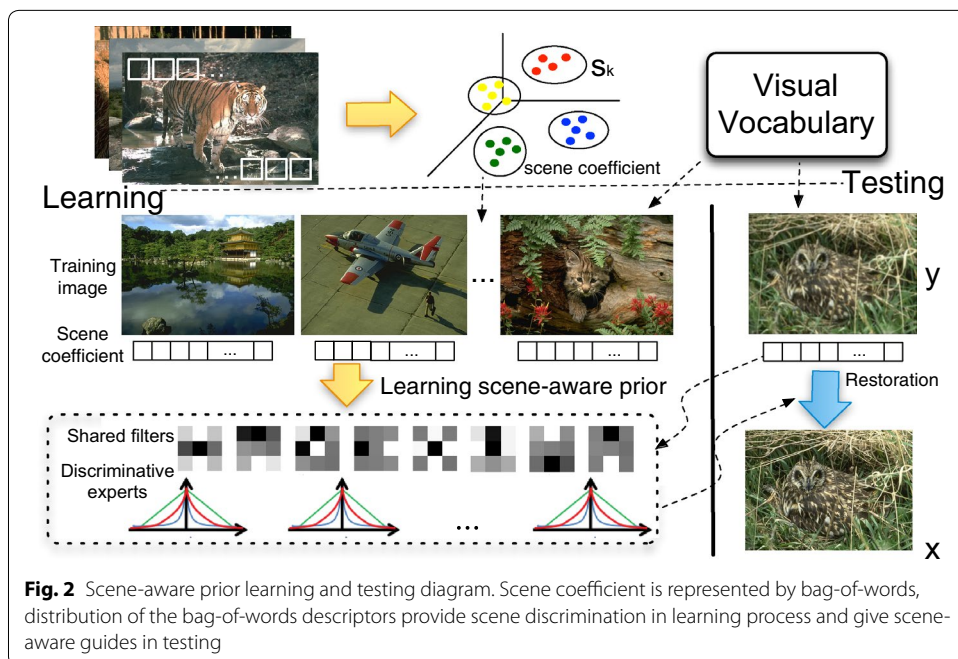 S_k
Visual
Vocabulary
scene coefficient
Learning
Testing
Training
image
...
y
Scene
coefficient
...
...
...
...
Restoration
Learning scene-aware prior
Shared filters
Discriminative
experts
...
x
Fig. 2 Scene-aware prior learning and testing diagram. Scene coefficient is represented by bag-of-words,
distribution of the bag-of-words descriptors provide scene discrimination in learning process and give scene-
aware guides in testing